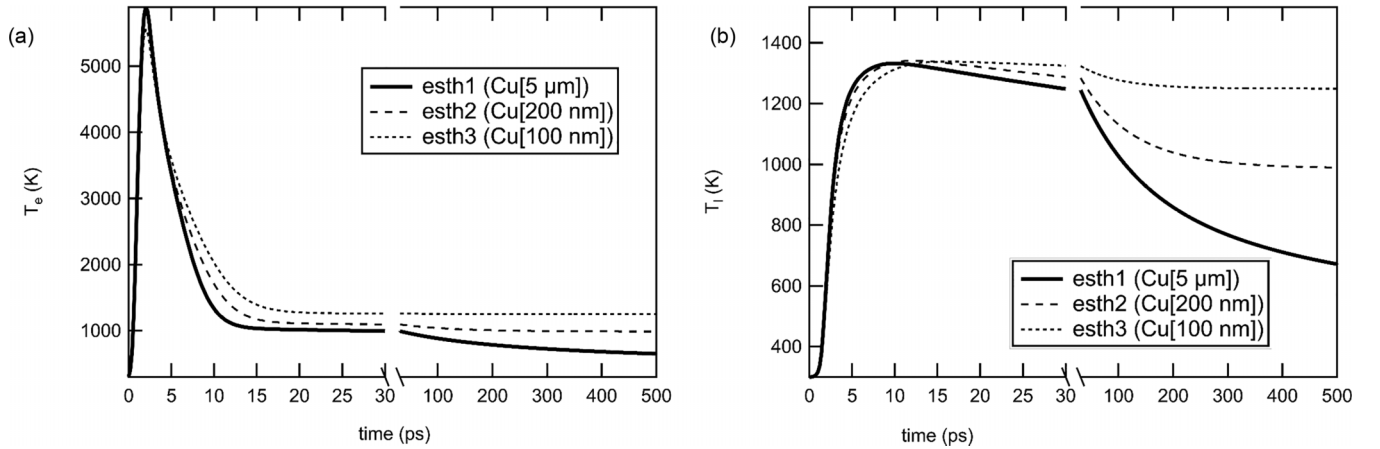 (a)
T_e (K)
5000
4000
3000
2000
1000
esth1 (Cu[5 µm])
esth2 (Cu[200 nm])
esth3 (Cu[100 nm])
0 5 10 15 20 25 30 100 200 300 400 500
time (ps)
(b)
T_l (K)
1400
1200
1000
800
600
400
esth1 (Cu[5 µm])
esth2 (Cu[200 nm])
esth3 (Cu[100 nm])
0 5 10 15 20 25 30 100 200 300 400 500
time (ps)